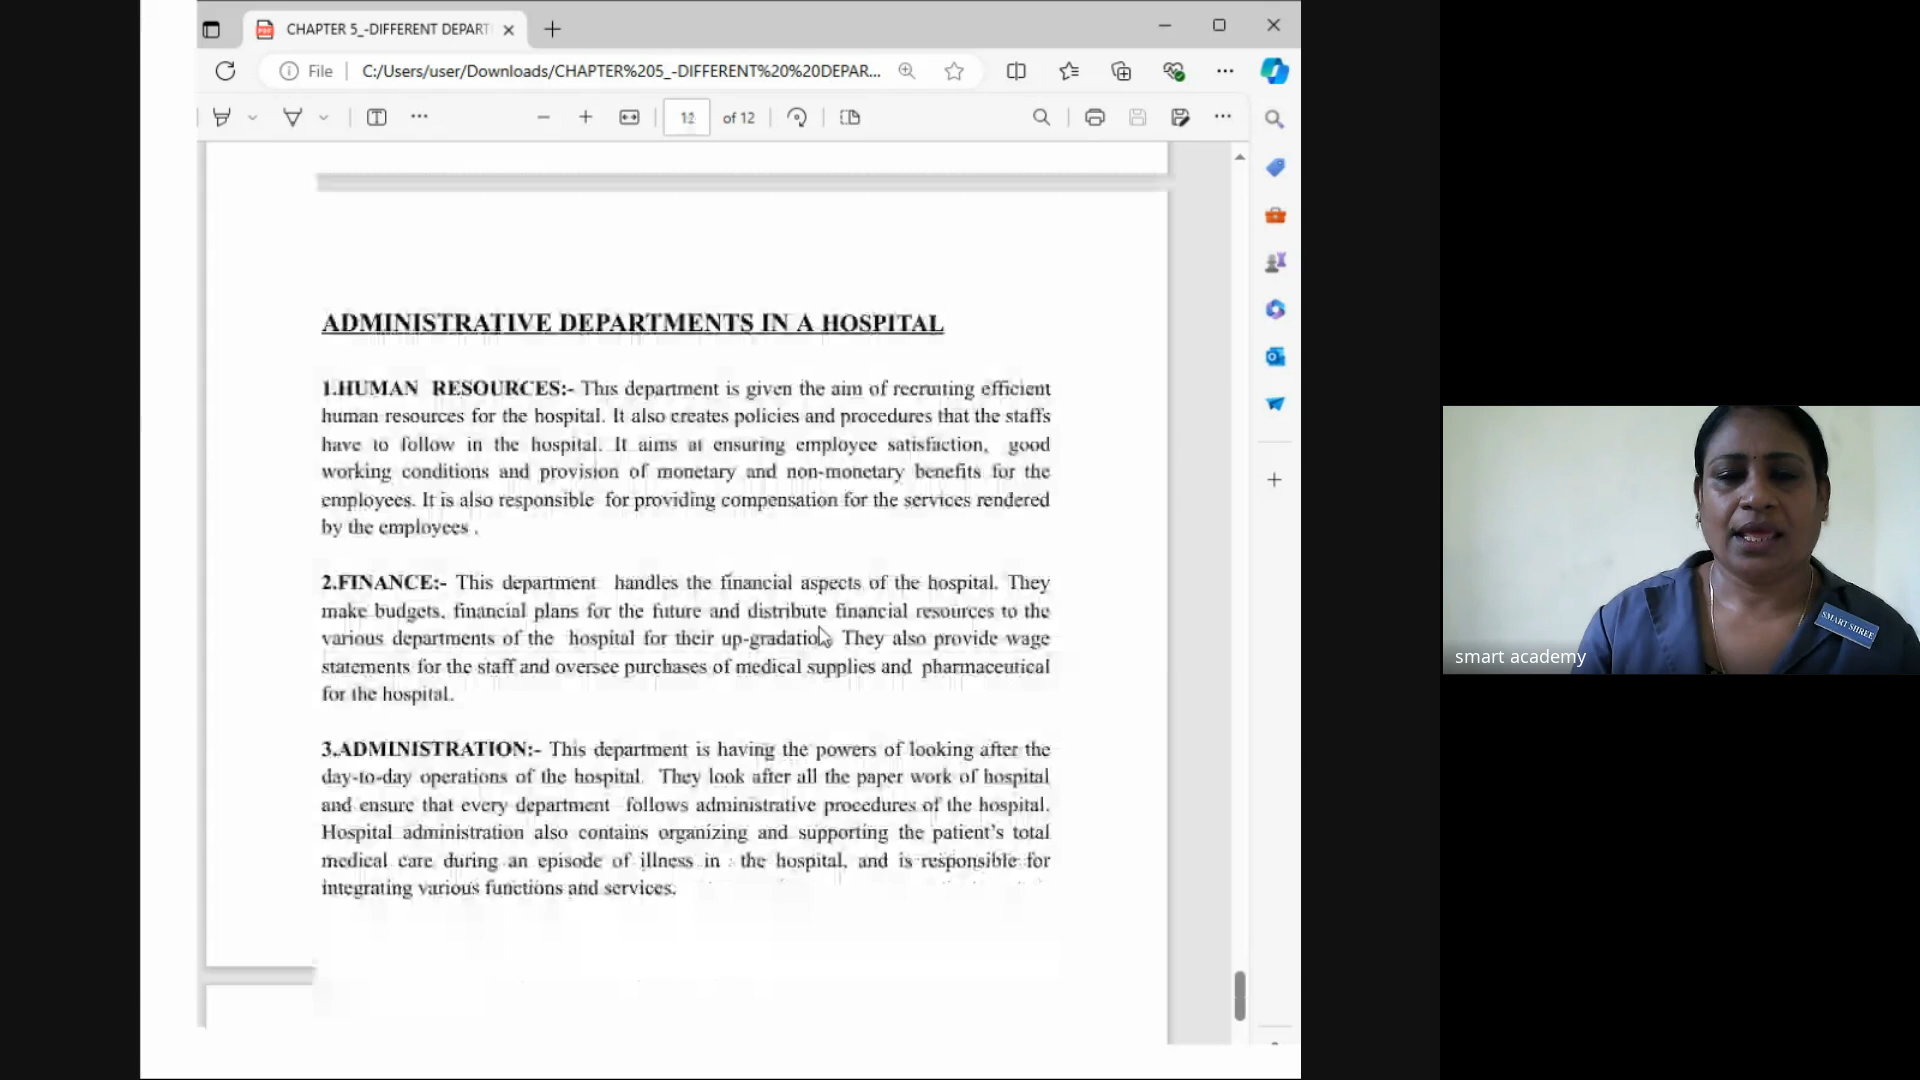 CHAPTER 5_-DIFFERENT DEPART
File
C:/Users/user/Downloads/CHAPTER%205_-DIFFERENT%20%20DEPAR...
12 of 12
ADMINISTRATIVE DEPARTMENTS IN A HOSPITAL
1.HUMAN RESOURCES:- This department is given the aim of recruiting efficient
human resources for the hospital. It also creates policies and procedures that the staffs
have to follow in the hospital. It aims at ensuring employee satisfaction, good
working conditions and provision of monetary and non-monetary benefits for the
employees. It is also responsible for providing compensation for the services rendered
by the employees .
2.FINANCE:- This department handles the financial aspects of the hospital. They
make budgets, financial plans for the future and distribute financial resources to the
various departments of the hospital for their up-gradation. They also provide wage
statements for the staff and oversee purchases of medical supplies and pharmaceutical
for the hospital.
3.ADMINISTRATION:- This department is having the powers of looking after the
day-to-day operations of the hospital. They look after all the paper work of hospital
and ensure that every department follows administrative procedures of the hospital.
Hospital administration also contains organizing and supporting the patient's total
medical care during an episode of illness in the hospital, and is responsible for
integrating various functions and services.
SMART SHREE
smart academy